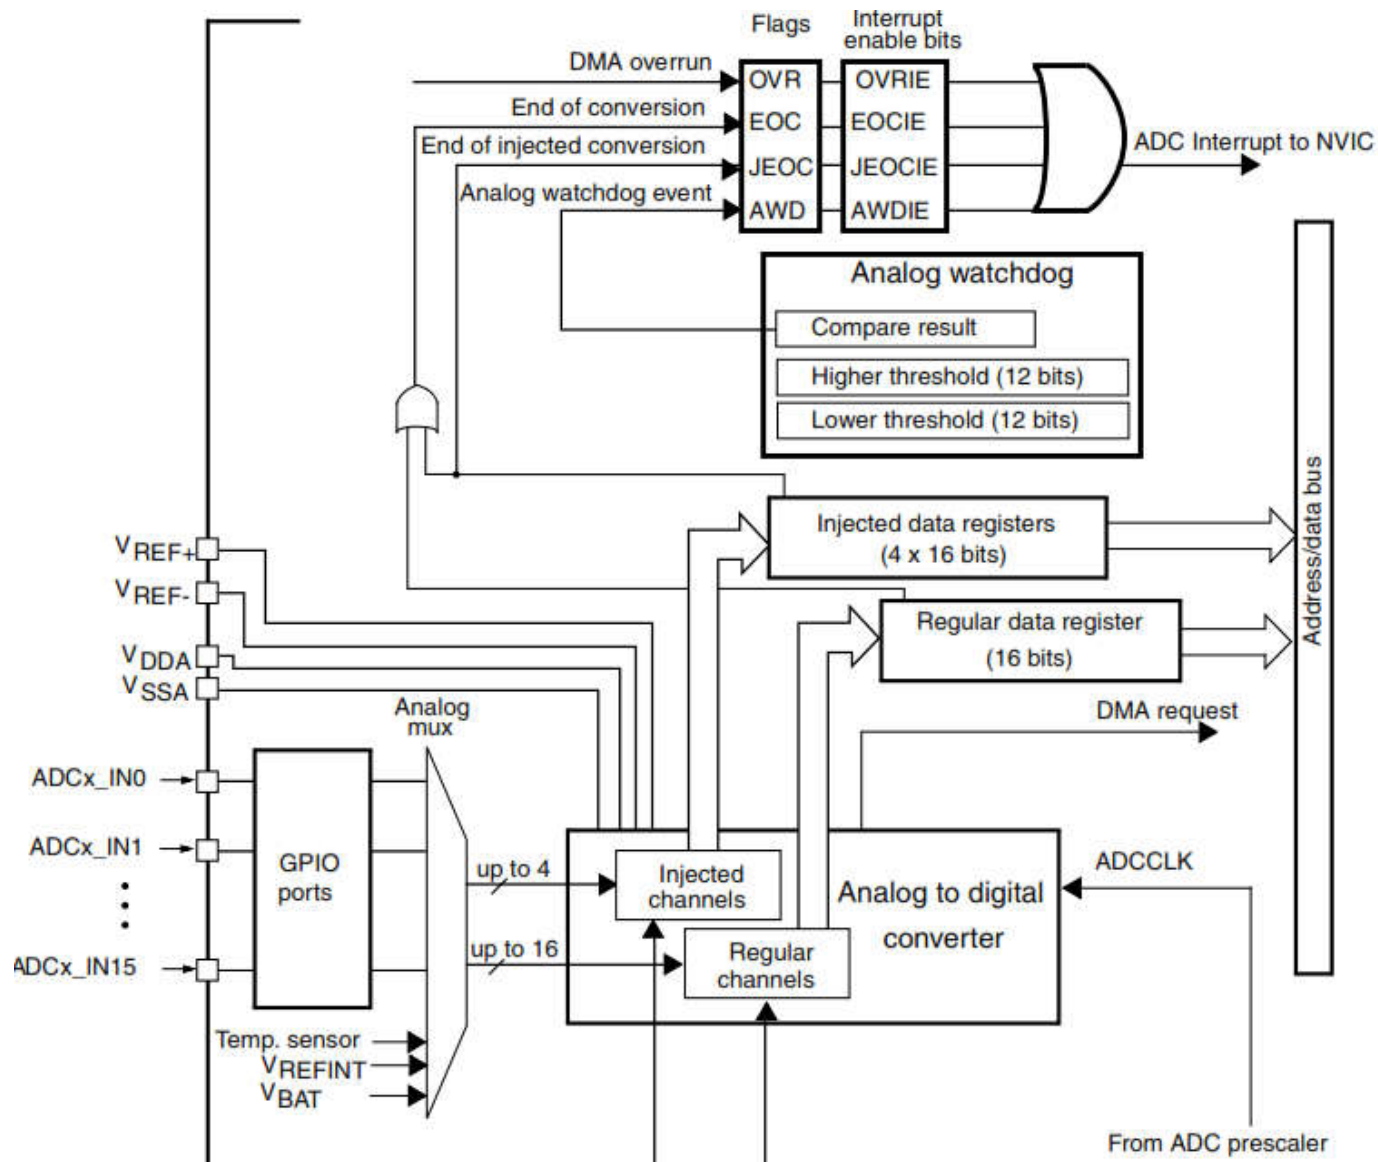 Flags
Interrupt
enable bits
DMA overrun
OVR
OVRIE
End of conversion
EOC
EOCIE
End of injected conversion
JEOC
JEOCIE
ADC Interrupt to NVIC
Analog watchdog event
AWD
AWDIE
Analog watchdog
Compare result
Higher threshold (12 bits)
Lower threshold (12 bits)
Address/data bus
Injected data registers
(4 x 16 bits)
VREF+
VREF-
Regular data register
(16 bits)
VDDA
VSSA
Analog
mux
DMA request
ADCx_IN0
ADCx_IN1
GPIO
ports
up to 4
Injected
channels
ADCCLK
Analog to digital
converter
up to 16
Regular
channels
ADCx_IN15
Temp. sensor
VREFINT
VBAT
From ADC prescaler